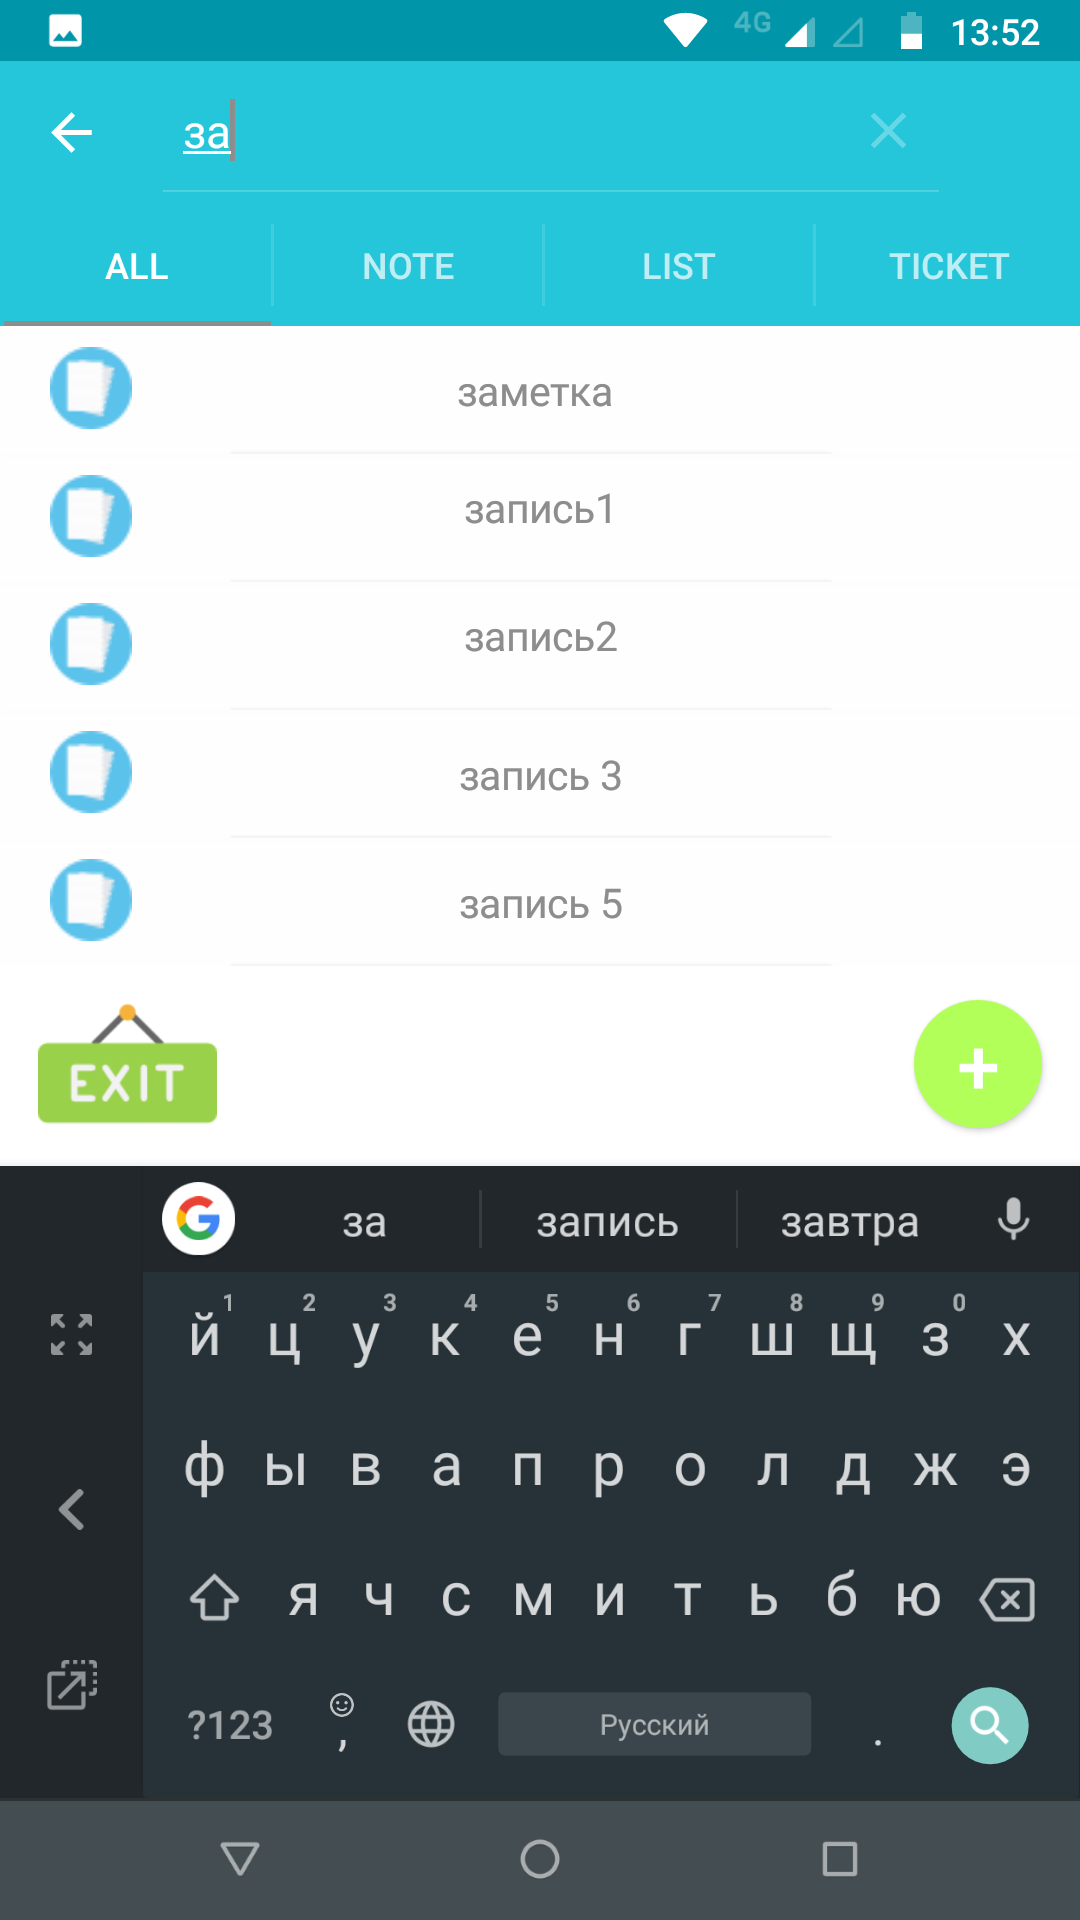 4G 13:52
за
ALL NOTE LIST TICKET
заметка
запись1
запись2
запись 3
запись 5
EXIT +
G за запись завтра
1 2 3 4 5 6 7 8 9 0
й ц у к е н г ш щ з х
ф ы в а п р о л д ж э
я ч с м и т ь б ю
?123 , Русский .